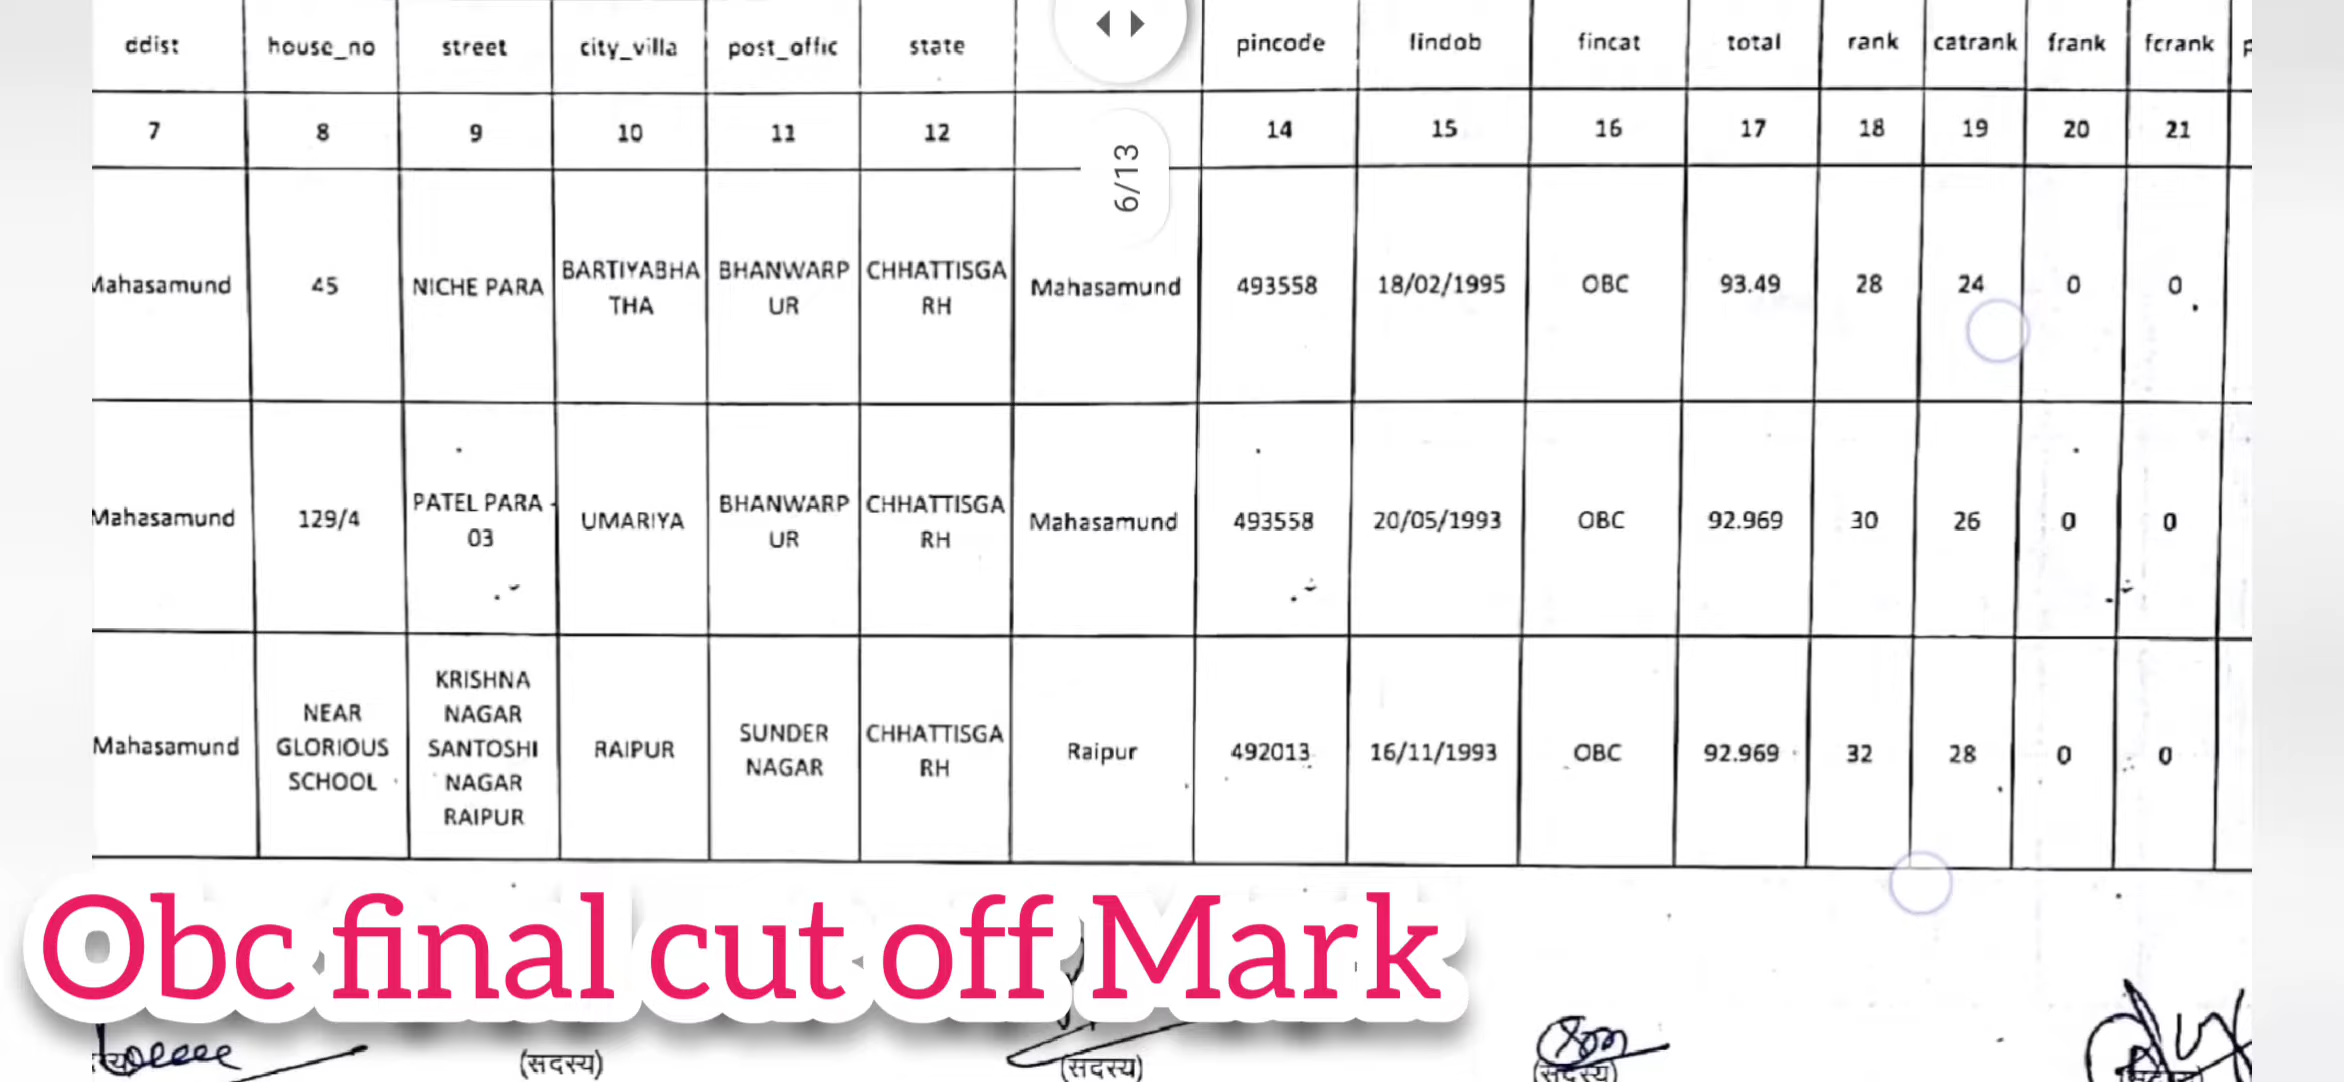 ddist house_no street city_villa post_offic state pincode findob fincat total rank catrank frank fcrank
7 8 9 10 11 12 14 15 16 17 18 19 20 21
6/13
Mahasamund 45 NICHE PARA BARTIYABHA BHANWARP CHHATTISGA Mahasamund 493558 18/02/1995 OBC 93.49 28 24 0 0
THA UR RH
Mahasamund 129/4 PATEL PARA - UMARIYA BHANWARP CHHATTISGA Mahasamund 493558 20/05/1993 OBC 92.969 30 26 0 0
03 UR RH
KRISHNA
NEAR NAGAR SUNDER CHHATTISGA
Mahasamund GLORIOUS SANTOSHI RAIPUR NAGAR RH Raipur 492013 16/11/1993 OBC 92.969 32 28 0 0
SCHOOL NAGAR
RAIPUR
Obc final cut off Mark
(सदस्य) (सदस्य) (सदस्य)